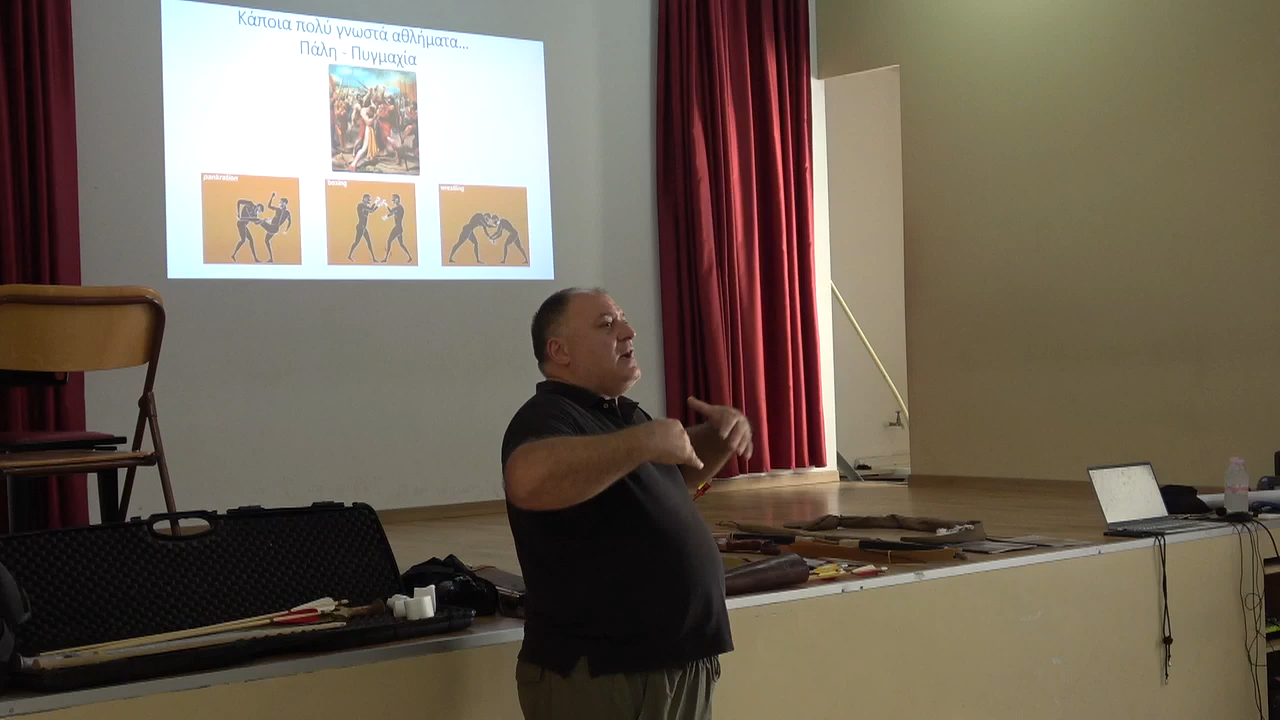 Κάποια πολύ γνωστά αθλήματα...
Πάλη - Πυγμαχία
pankration
boxing
wrestling